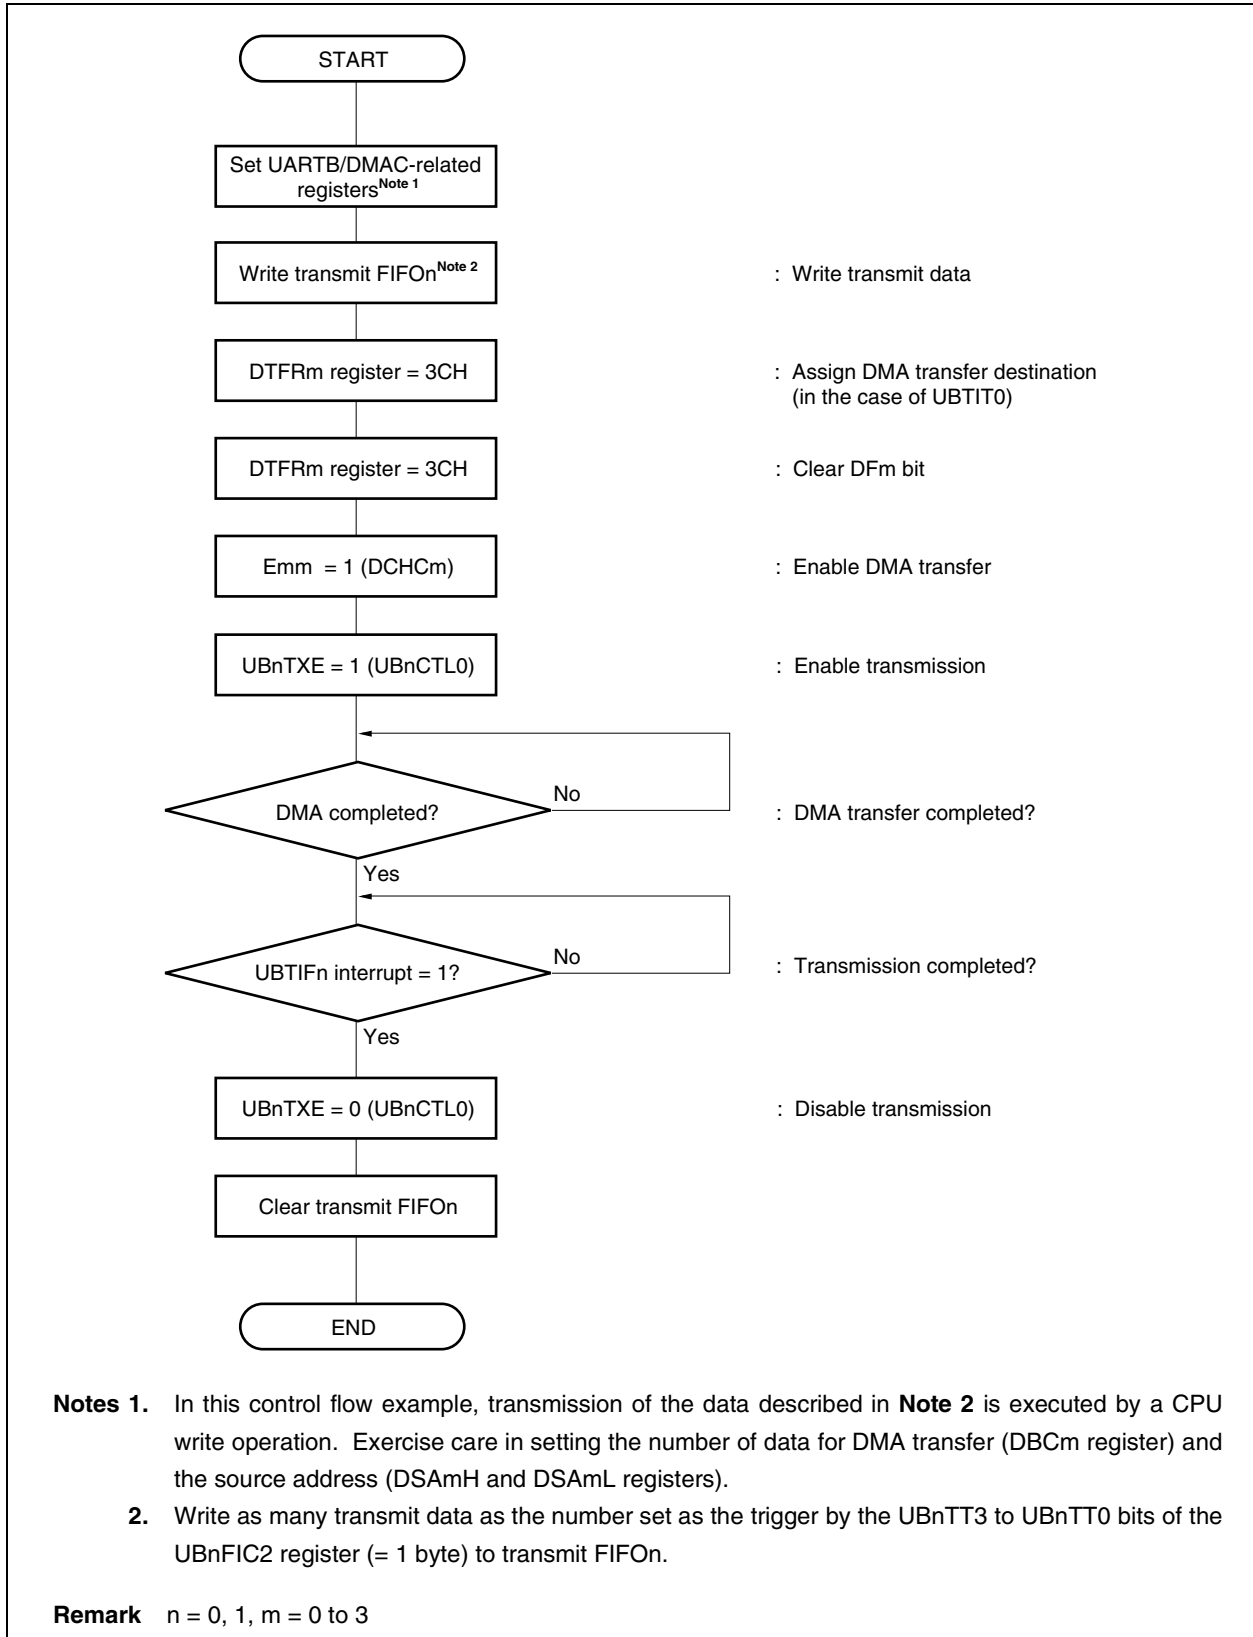 START
Set UARTB/DMAC-related
registersNote 1
Write transmit FIFOnNote 2
: Write transmit data
DTFRm register = 3CH
: Assign DMA transfer destination
(in the case of UBTIT0)
DTFRm register = 3CH
: Clear DFm bit
Emm = 1 (DCHCm)
: Enable DMA transfer
UBnTXE = 1 (UBnCTL0)
: Enable transmission
DMA completed?
No
: DMA transfer completed?
Yes
UBTIFn interrupt = 1?
No
: Transmission completed?
Yes
UBnTXE = 0 (UBnCTL0)
: Disable transmission
Clear transmit FIFOn
END
Notes 1. In this control flow example, transmission of the data described in Note 2 is executed by a CPU
write operation. Exercise care in setting the number of data for DMA transfer (DBCm register) and
the source address (DSAmH and DSAmL registers).
2. Write as many transmit data as the number set as the trigger by the UBnTT3 to UBnTT0 bits of the
UBnFIC2 register (= 1 byte) to transmit FIFOn.
Remark n = 0, 1, m = 0 to 3